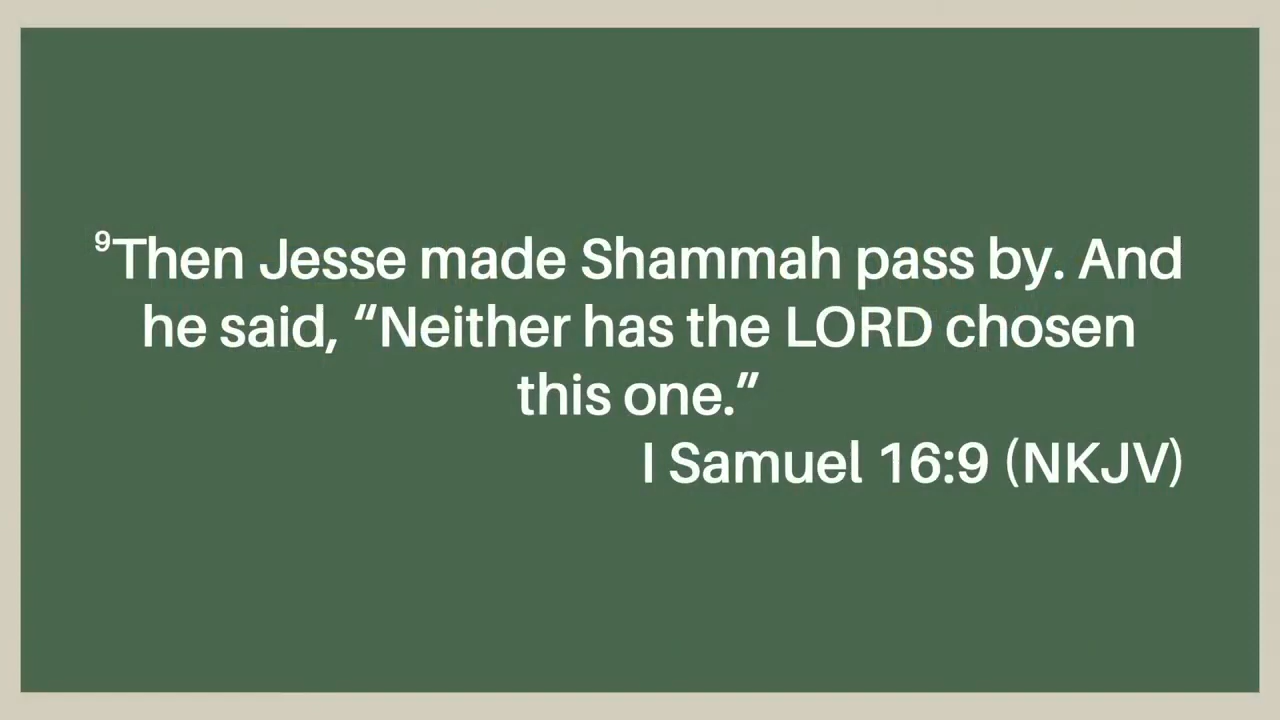 ⁹Then Jesse made Shammah pass by. And
he said, “Neither has the LORD chosen
this one.”
I Samuel 16:9 (NKJV)